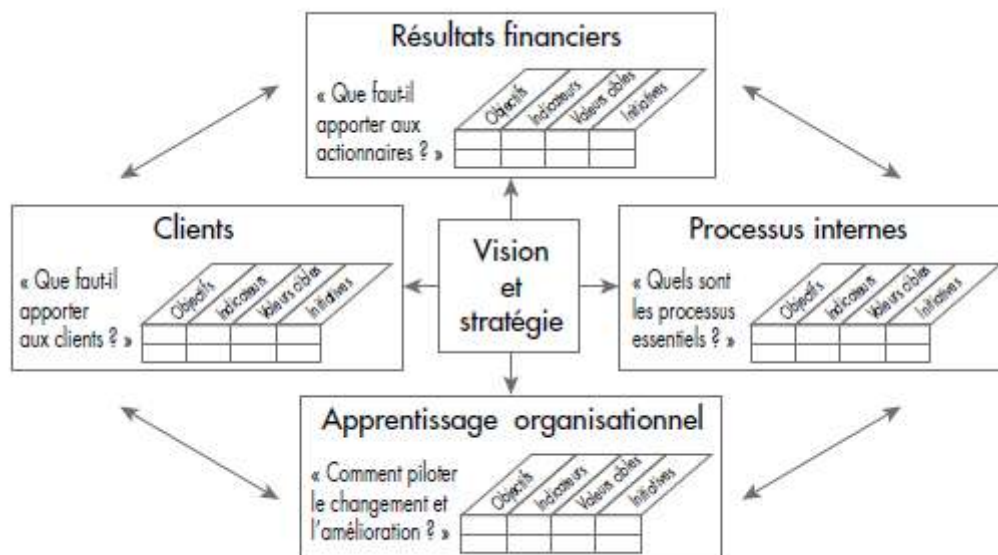 Résultats financiers
« Que faut-il
apporter aux
actionnaires ? »
Objectifs
Indicateurs
Valeurs cibles
Initiatives
Clients
« Que faut-il
apporter
aux clients ? »
Objectifs
Indicateurs
Valeurs cibles
Initiatives
Vision
et
stratégie
Processus internes
« Quels sont
les processus
essentiels ? »
Objectifs
Indicateurs
Valeurs cibles
Initiatives
Apprentissage organisationnel
« Comment piloter
le changement et
l'amélioration ? »
Objectifs
Indicateurs
Valeurs cibles
Initiatives